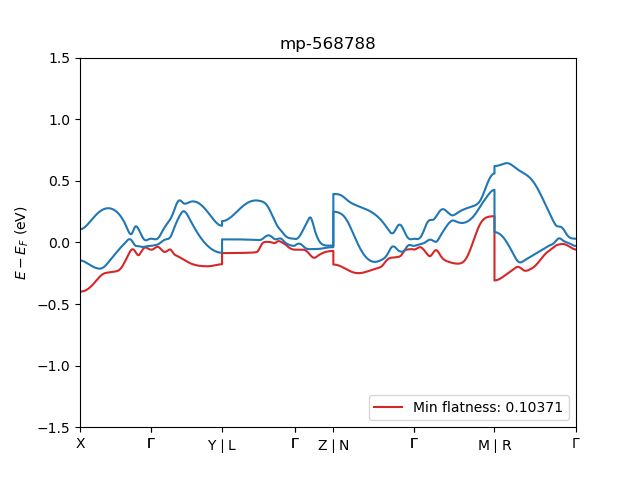 mp-568788
E − E_F (eV)
1.5
1.0
0.5
0.0
−0.5
−1.0
−1.5
Min flatness: 0.10371
X Γ Y | L Γ Z | N Γ M | R Γ